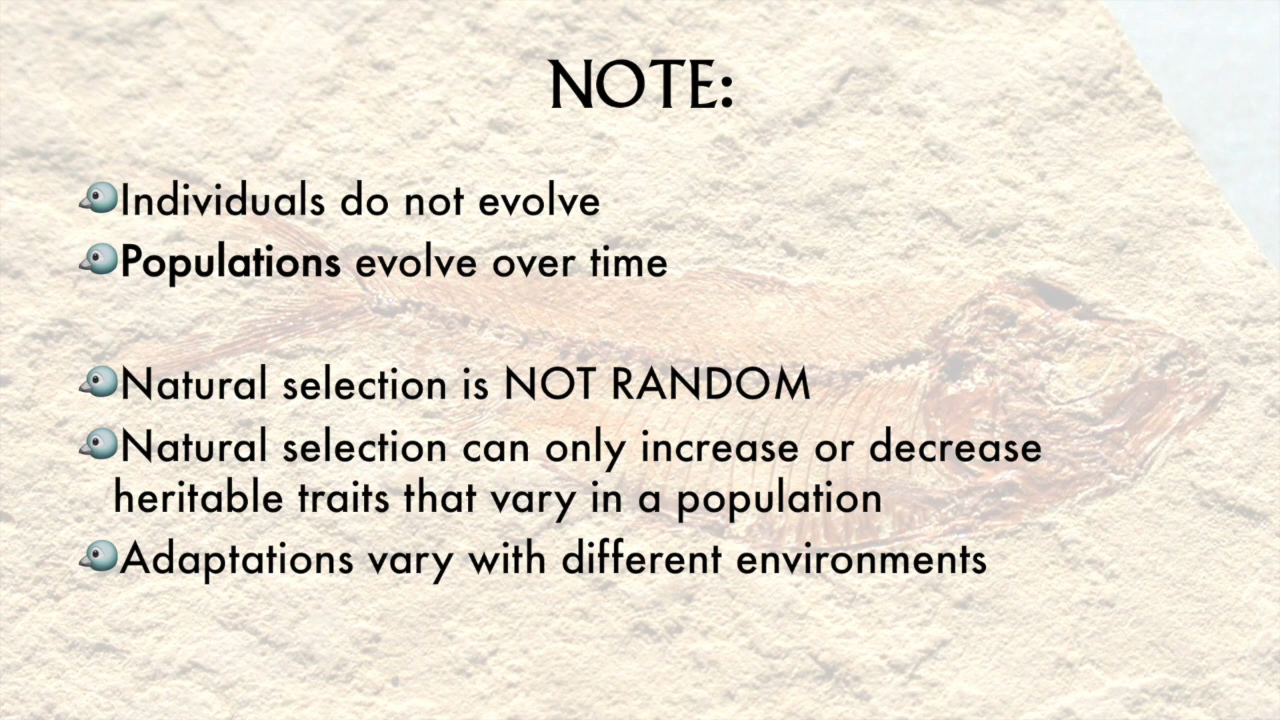 NOTE:
Individuals do not evolve
Populations evolve over time
Natural selection is NOT RANDOM
Natural selection can only increase or decrease
heritable traits that vary in a population
Adaptations vary with different environments